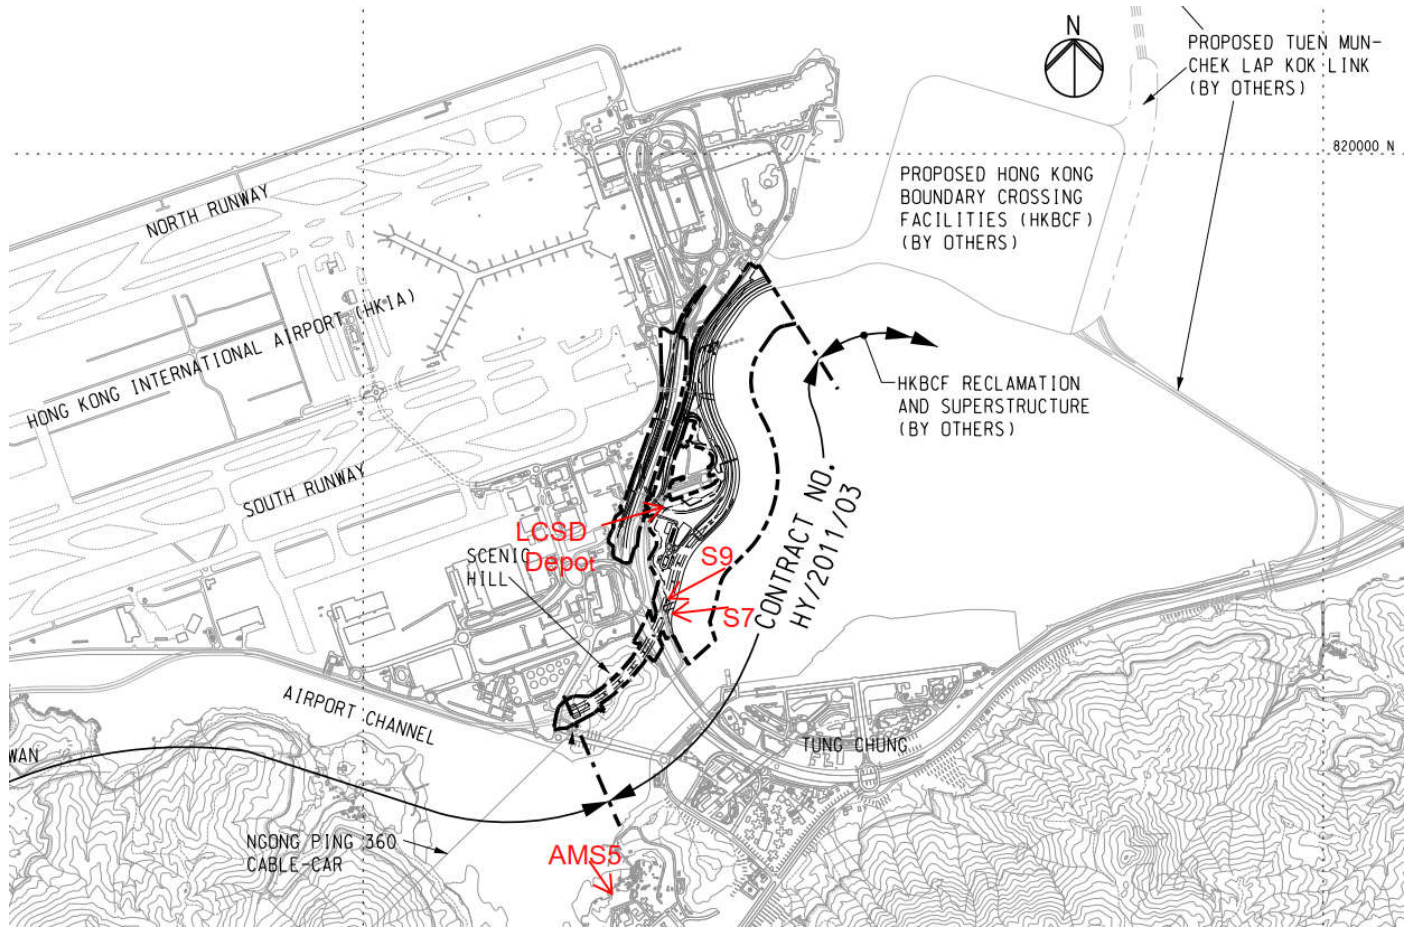 N
PROPOSED TUEN MUN-
CHEK LAP KOK LINK
(BY OTHERS)
820000 N
PROPOSED HONG KONG
BOUNDARY CROSSING
FACILITIES (HKBCF)
(BY OTHERS)
NORTH RUNWAY
HONG KONG INTERNATIONAL AIRPORT (HKIA)
HKBCF RECLAMATION
AND SUPERSTRUCTURE
(BY OTHERS)
SOUTH RUNWAY
CONTRACT NO.
HY/2011/03
LCSD
Depot
SCENIC
HILL
S9
S7
AIRPORT CHANNEL
TUNG CHUNG
WAN
NGONG PING 360
CABLE-CAR
AMS5